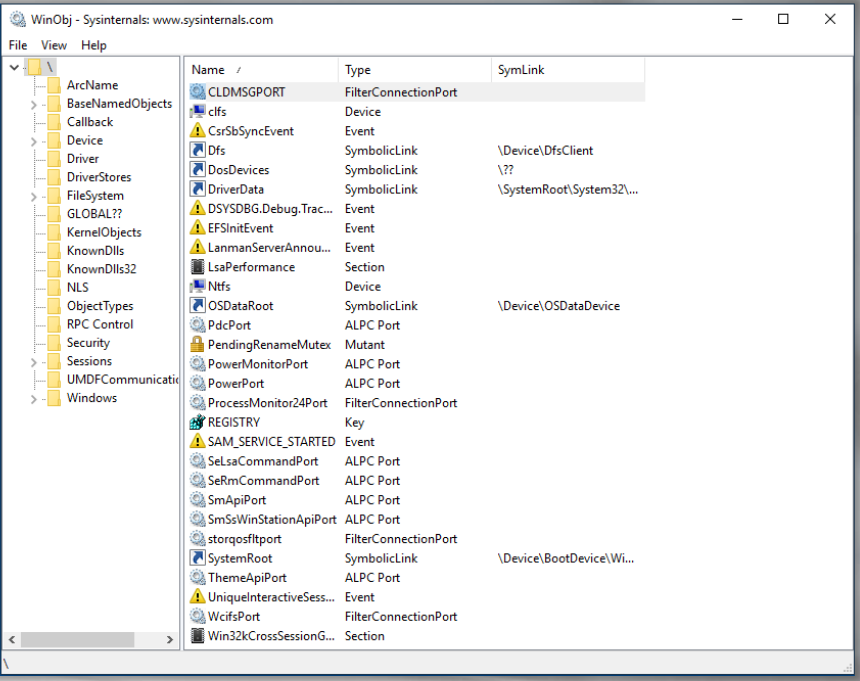 WinObj - Sysinternals: www.sysinternals.com
File View Help
\
ArcName
BaseNamedObjects
Callback
Device
Driver
DriverStores
FileSystem
GLOBAL??
KernelObjects
KnownDlls
KnownDlls32
NLS
ObjectTypes
RPC Control
Security
Sessions
UMDFCommunicatic
Windows
Name / Type SymLink
CLDMSGPORT FilterConnectionPort
clfs Device
CsrSbSyncEvent Event
Dfs SymbolicLink \Device\DfsClient
DosDevices SymbolicLink \??
DriverData SymbolicLink \SystemRoot\System32\...
DSYSDBG.Debug.Trac... Event
EFSInitEvent Event
LanmanServerAnnou... Event
LsaPerformance Section
Ntfs Device
OSDataRoot SymbolicLink \Device\OSDataDevice
PdcPort ALPC Port
PendingRenameMutex Mutant
PowerMonitorPort ALPC Port
PowerPort ALPC Port
ProcessMonitor24Port FilterConnectionPort
REGISTRY Key
SAM_SERVICE_STARTED Event
SeLsaCommandPort ALPC Port
SeRmCommandPort ALPC Port
SmApiPort ALPC Port
SmSsWinStationApiPort ALPC Port
storqosfltport FilterConnectionPort
SystemRoot SymbolicLink \Device\BootDevice\Wi...
ThemeApiPort ALPC Port
UniqueInteractiveSess... Event
WcifsPort FilterConnectionPort
Win32kCrossSessionG... Section
\